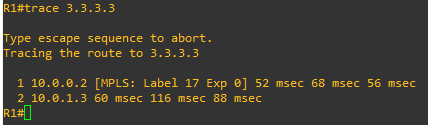 R1#trace 3.3.3.3
Type escape sequence to abort.
Tracing the route to 3.3.3.3
1 10.0.0.2 [MPLS: Label 17 Exp 0] 52 msec 68 msec 56 msec
2 10.0.1.3 60 msec 116 msec 88 msec
R1#